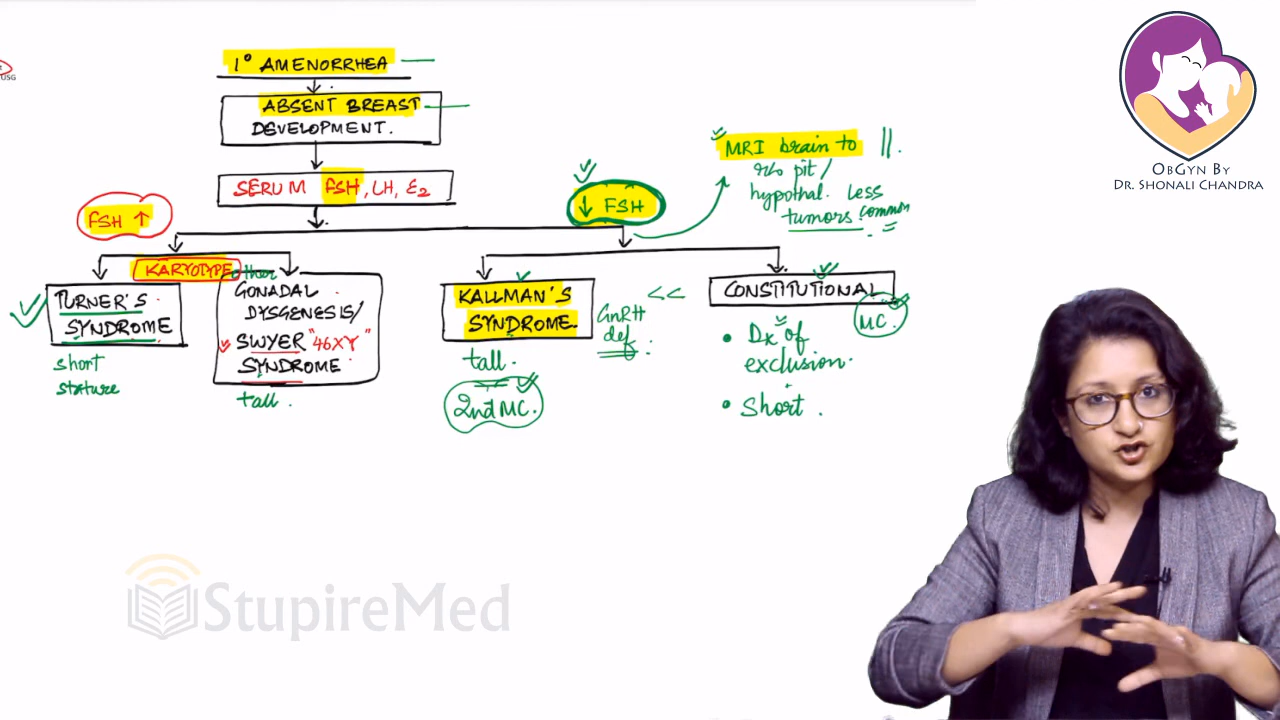 USG
1° AMENORRHEA
ABSENT BREAST
DEVELOPMENT.
SERUM FSH, LH, E2
FSH ↑
↓ FSH
MRI brain to
r/o pit /
hypothal. Less
tumors. common
KARYOTYPE
TURNER'S
SYNDROME
short
stature
other
GONADAL
DYSGENESIS/
SWYER "46XY"
SYNDROME
tall.
KALLMAN'S
SYNDROME
GnRH
def.
<<
tall.
2nd MC.
CONSTITUTIONAL
MC.
• Dx of
exclusion.
• Short.
OBGYN BY
DR. SHONALI CHANDRA
StupireMed